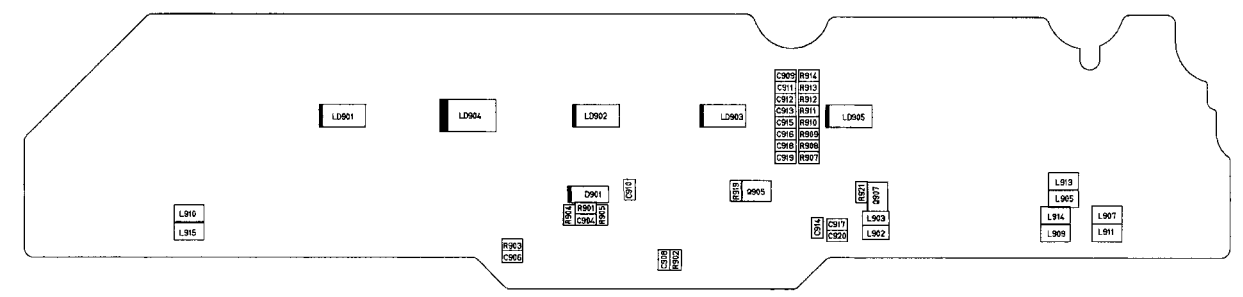 C909 R914
C911 R913
C912 R912
LD901 LD904 LD902 LD903 C913 R911 LD905
C915 R910
C916 R909
C918 R908
C919 R907
D901 C910 R919 Q905 R921 Q907 L913
L905
R904 R901 R905
C904
L910 L903 L914 L907
L915 C914 C917 L902 L909 L911
C920
R903 C908 R902
C906